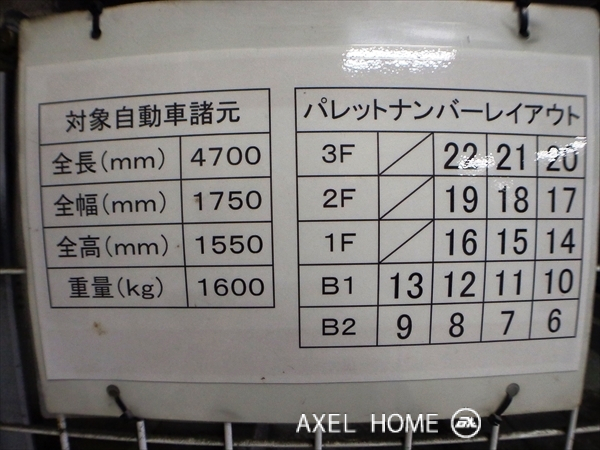 対象自動車諸元
全長(mm) 4700
全幅(mm) 1750
全高(mm) 1550
重量(kg) 1600
パレットナンバーレイアウト
3F 22 21 20
2F 19 18 17
1F 16 15 14
B1 13 12 11 10
B2 9 8 7 6
AXEL HOME